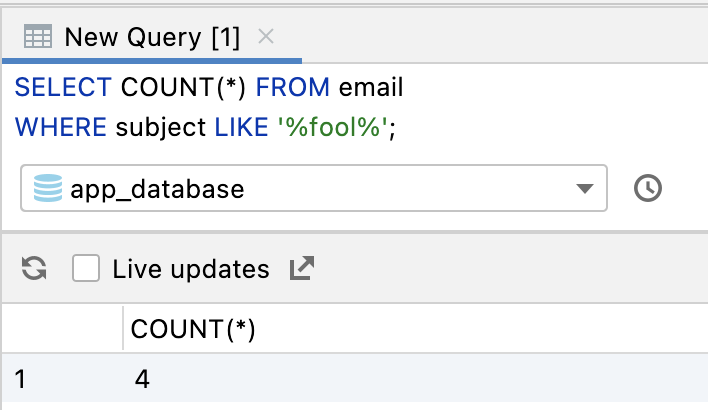 New Query [1]
SELECT COUNT(*) FROM email
WHERE subject LIKE '%fool%';
app_database
Live updates
COUNT(*)
1 4